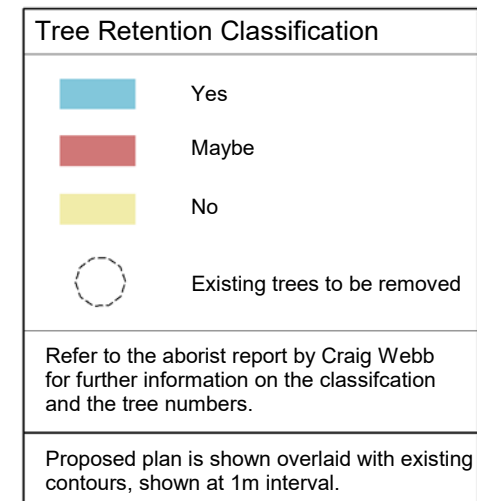 Tree Retention Classification
Yes
Maybe
No
Existing trees to be removed
Refer to the aborist report by Craig Webb
for further information on the classifcation
and the tree numbers.
Proposed plan is shown overlaid with existing
contours, shown at 1m interval.